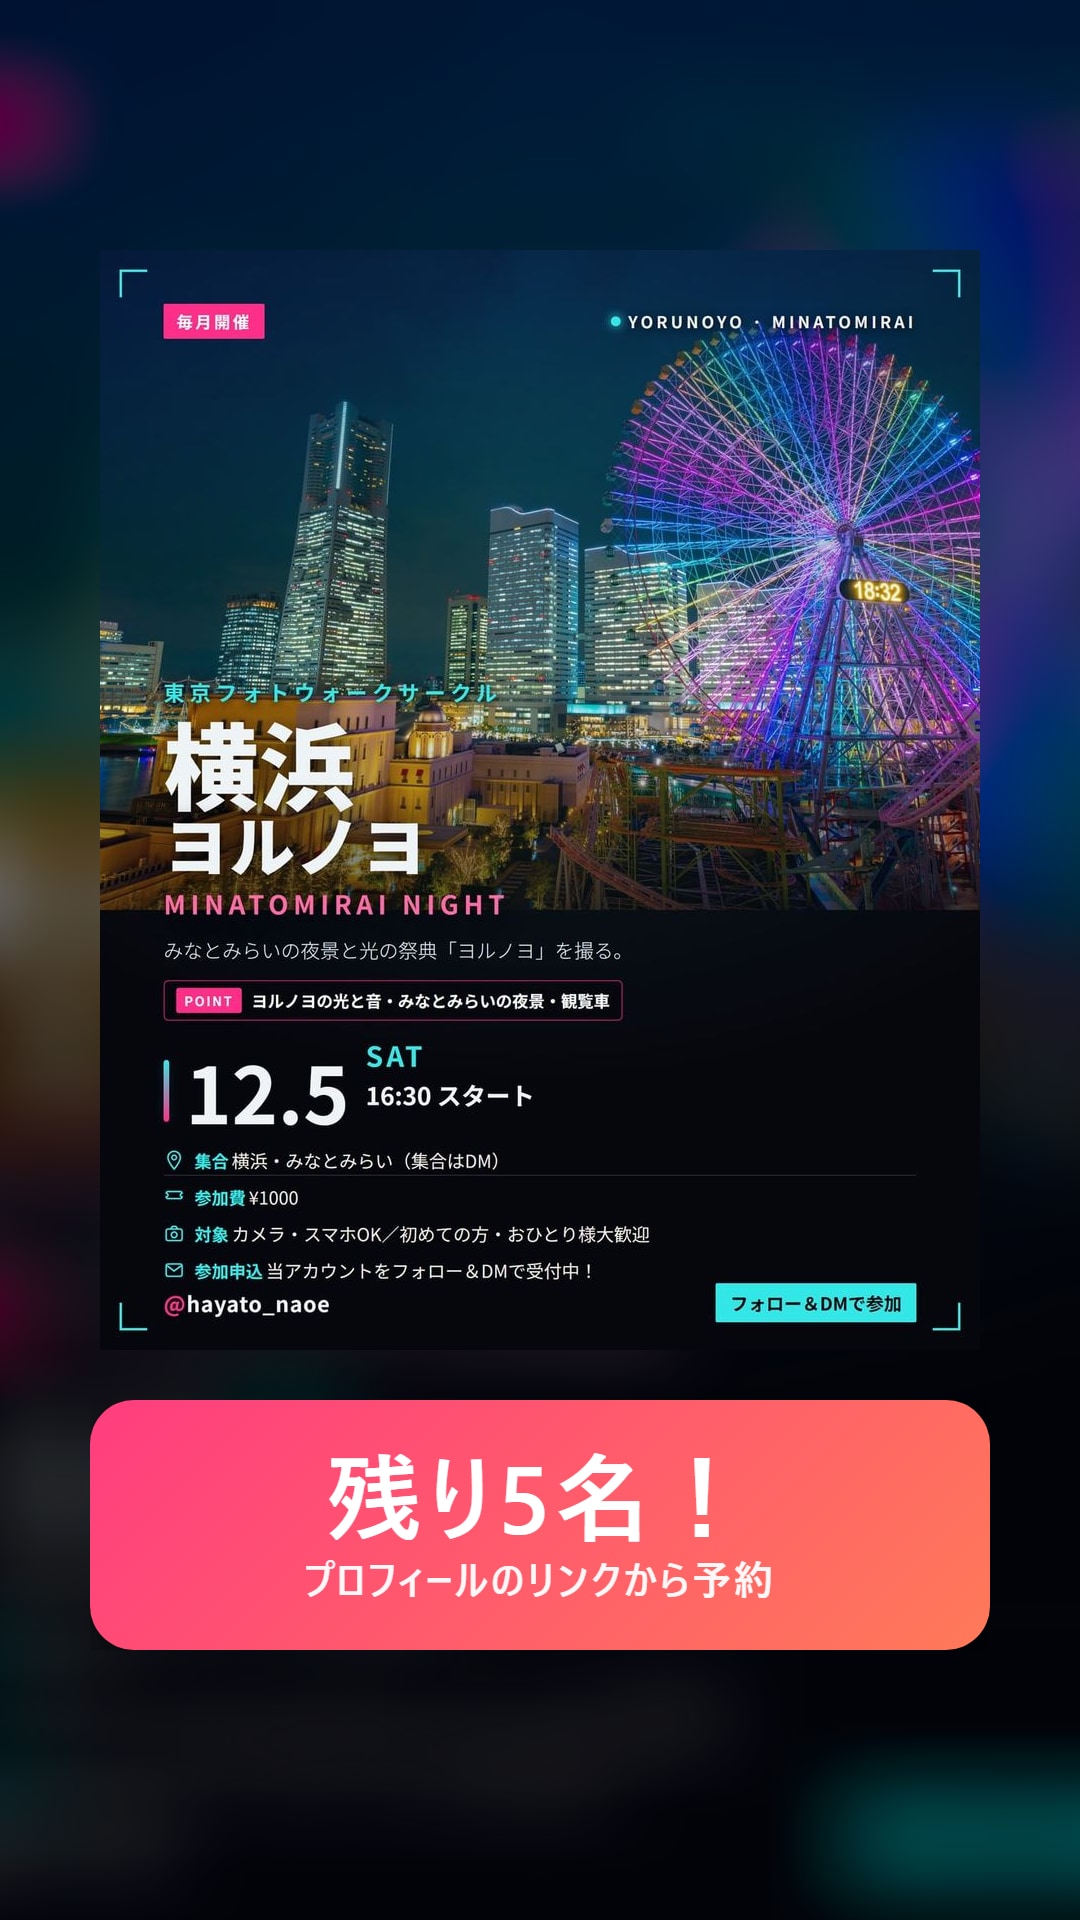 毎月開催
YORUNOYO · MINATOMIRAI
18:32
東京フォトウォークサークル
横浜
ヨルノヨ
MINATOMIRAI NIGHT
みなとみらいの夜景と光の祭典「ヨルノヨ」を撮る。
POINT ヨルノヨの光と音・みなとみらいの夜景・観覧車
12.5
SAT
16:30 スタート
集合 横浜・みなとみらい（集合はDM）
参加費 ¥1000
対象 カメラ・スマホOK／初めての方・おひとり様大歓迎
参加申込 当アカウントをフォロー＆DMで受付中！
@hayato_naoe
フォロー＆DMで参加
残り5名！
プロフィールのリンクから予約